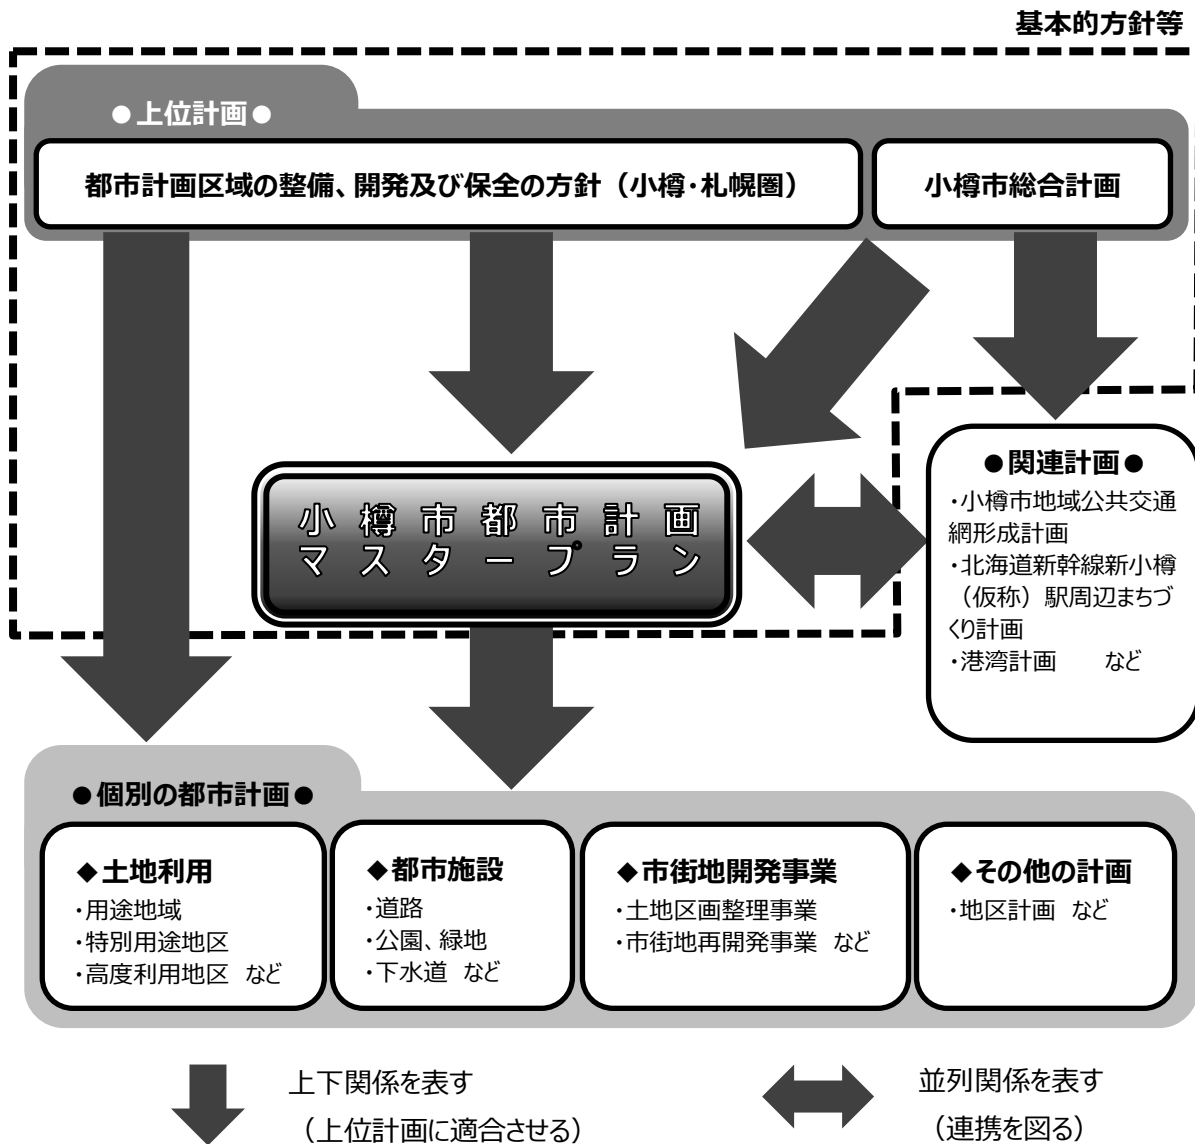 基本的方針等
●上位計画●
都市計画区域の整備、開発及び保全の方針（小樽・札幌圏）
小樽市総合計画
小樽市都市計画
マスタープラン
●関連計画●
・小樽市地域公共交通
網形成計画
・北海道新幹線新小樽
（仮称）駅周辺まちづ
くり計画
・港湾計画　　など
●個別の都市計画●
◆土地利用
・用途地域
・特別用途地区
・高度利用地区　など
◆都市施設
・道路
・公園、緑地
・下水道　など
◆市街地開発事業
・土地区画整理事業
・市街地再開発事業　など
◆その他の計画
・地区計画　など
上下関係を表す
（上位計画に適合させる）
並列関係を表す
（連携を図る）